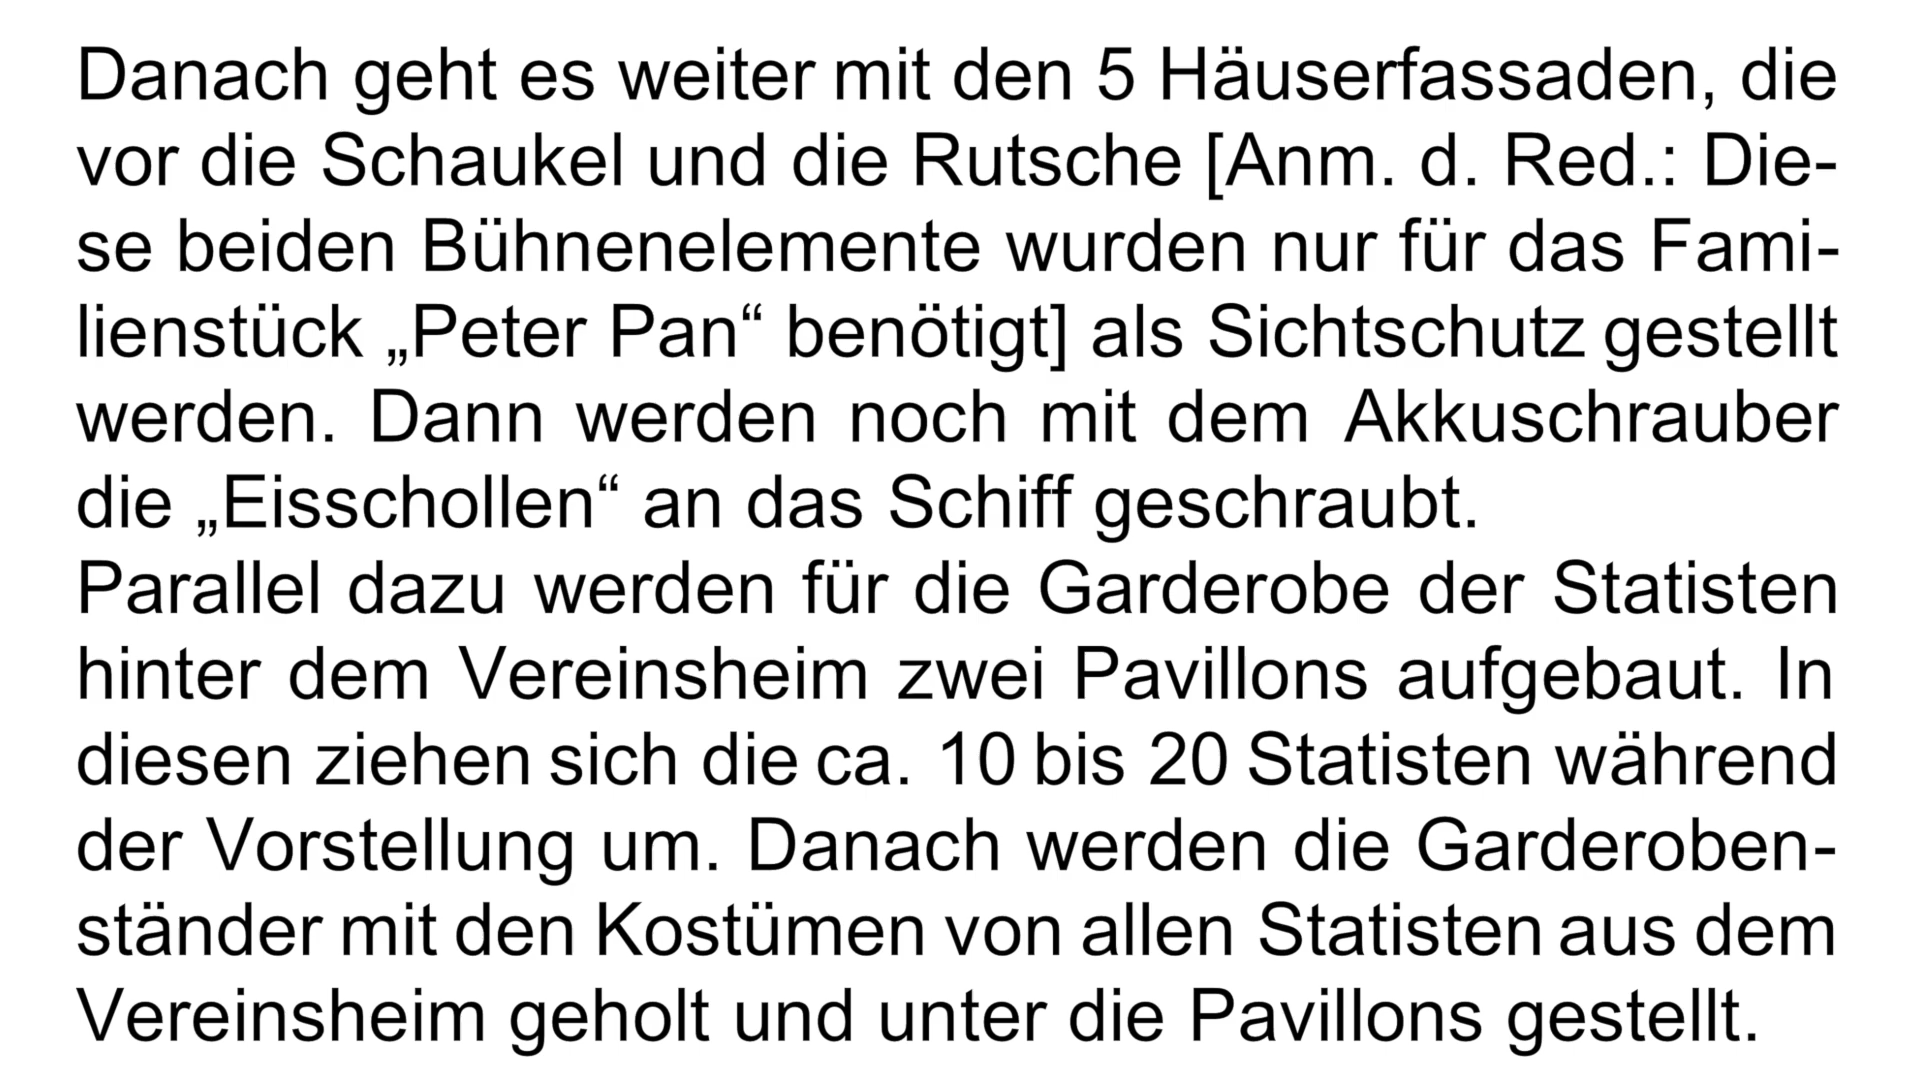 Danach geht es weiter mit den 5 Häuserfassaden, die
vor die Schaukel und die Rutsche [Anm. d. Red.: Die-
se beiden Bühnenelemente wurden nur für das Fami-
lienstück „Peter Pan“ benötigt] als Sichtschutz gestellt
werden. Dann werden noch mit dem Akkuschrauber
die „Eisschollen“ an das Schiff geschraubt.
Parallel dazu werden für die Garderobe der Statisten
hinter dem Vereinsheim zwei Pavillons aufgebaut. In
diesen ziehen sich die ca. 10 bis 20 Statisten während
der Vorstellung um. Danach werden die Garderoben-
ständer mit den Kostümen von allen Statisten aus dem
Vereinsheim geholt und unter die Pavillons gestellt.